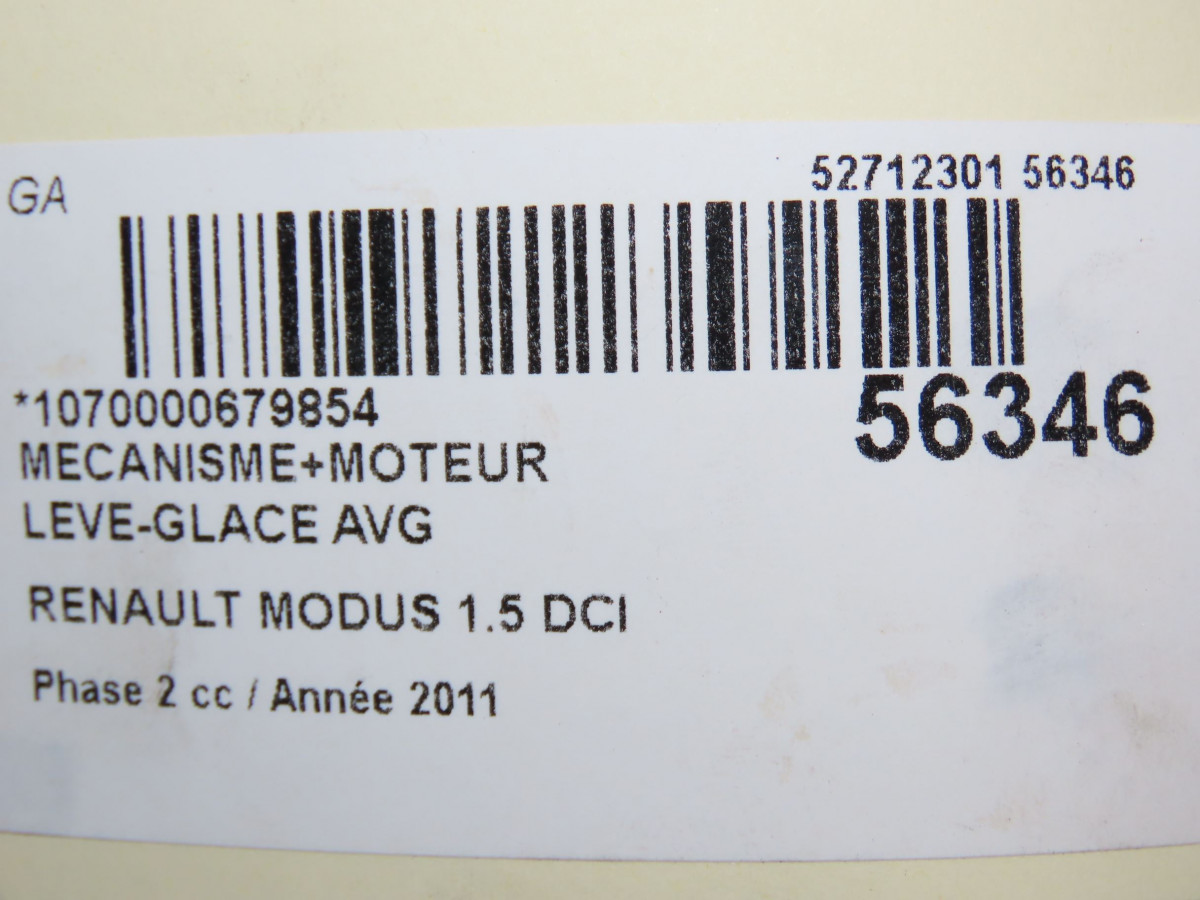 GA
52712301 56346
*1070000679854
56346
MECANISME+MOTEUR
LEVE-GLACE AVG
RENAULT MODUS 1.5 DCI
Phase 2 cc / Année 2011